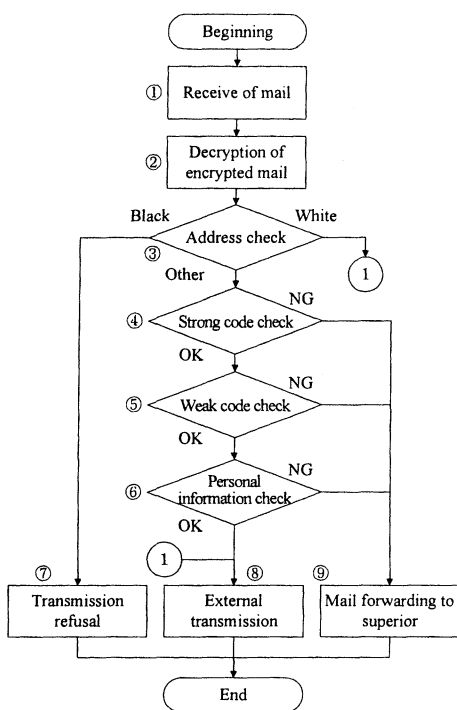 Beginning
① Receive of mail
② Decryption of
encrypted mail
Black
White
Address check
③
Other
1
NG
④ Strong code check
OK
NG
⑤ Weak code check
OK
NG
Personal
⑥ information check
OK
1
⑦
⑧
⑨
Transmission
refusal
External
transmission
Mail forwarding to
superior
End